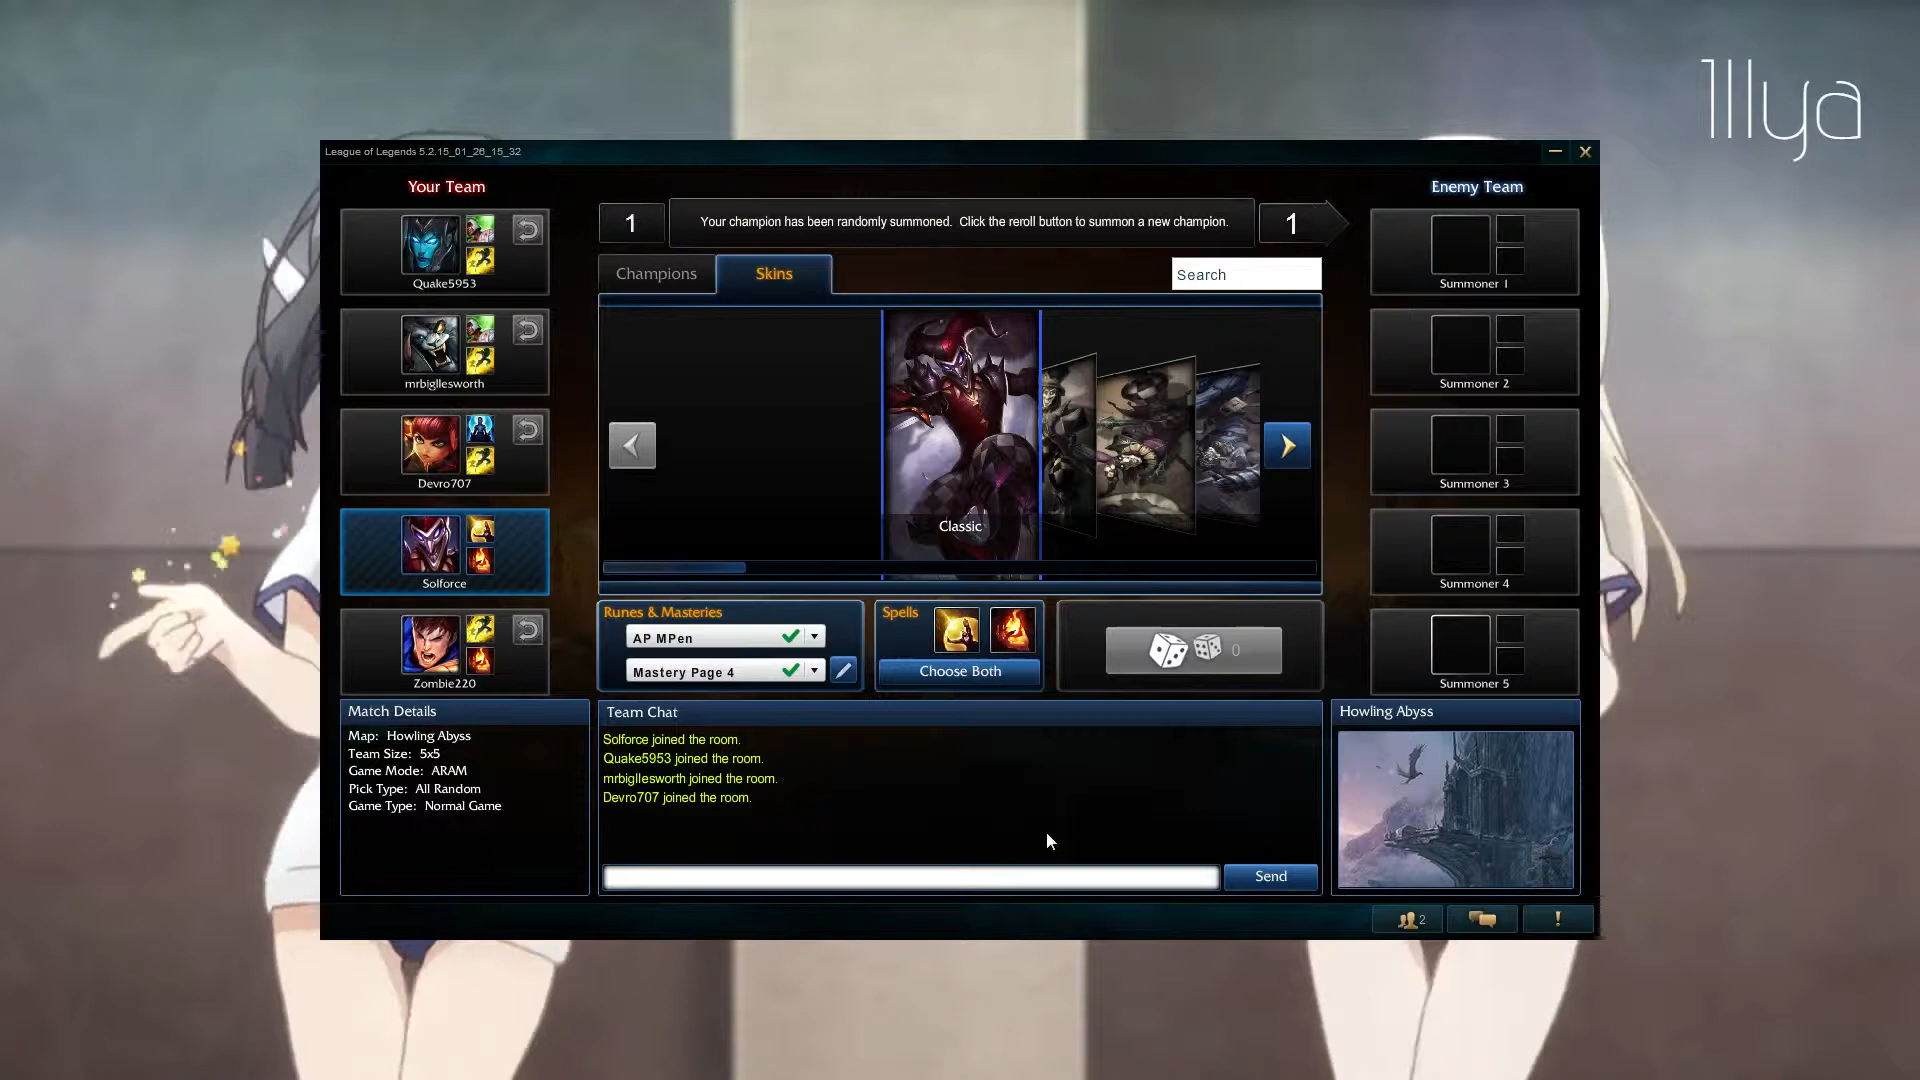 Illya
League of Legends 5.2.15_01_26_15_32
Your Team
Enemy Team
1
Your champion has been randomly summoned. Click the reroll button to summon a new champion.
1
Champions
Skins
Search
Quake5953
mrbigllesworth
Devro707
Solforce
Zombie220
Classic
Summoner 1
Summoner 2
Summoner 3
Summoner 4
Summoner 5
Runes & Masteries
AP MPen
Mastery Page 4
Spells
Choose Both
0
Match Details
Map: Howling Abyss
Team Size: 5x5
Game Mode: ARAM
Pick Type: All Random
Game Type: Normal Game
Team Chat
Solforce joined the room.
Quake5953 joined the room.
mrbigllesworth joined the room.
Devro707 joined the room.
Send
Howling Abyss
2
!